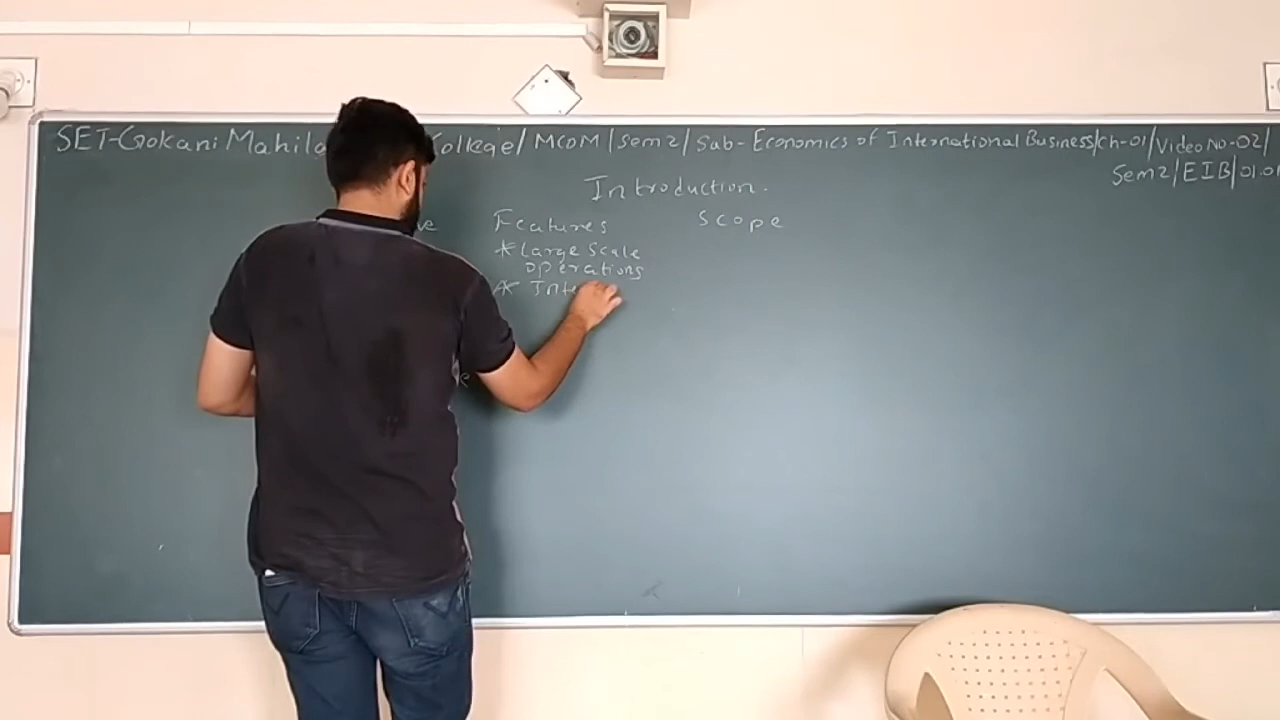 SET-Gokani Mahila College/MCOM/Sem2/Sub-Economics of International Business/Ch-01/Video No-02/
Sem2/EIB/01.01
Introduction.
Features Scope
* Large Scale
operations
* Inte